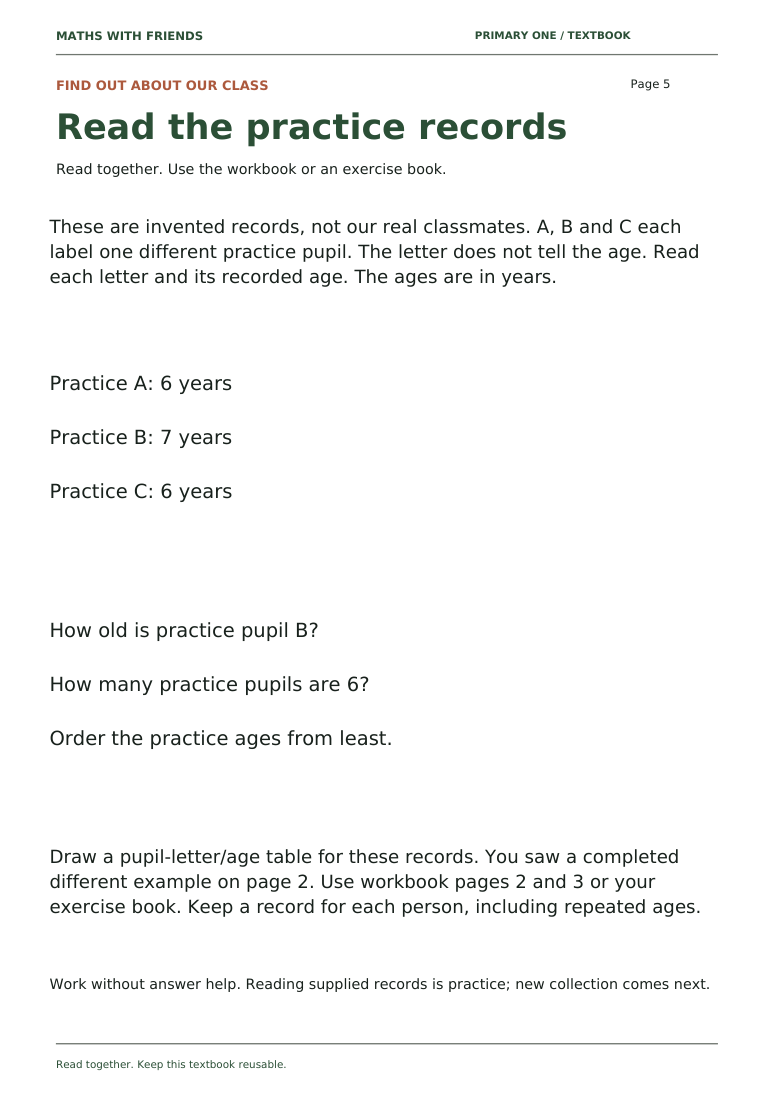 MATHS WITH FRIENDS
PRIMARY ONE / TEXTBOOK
FIND OUT ABOUT OUR CLASS
Page 5
Read the practice records
Read together. Use the workbook or an exercise book.
These are invented records, not our real classmates. A, B and C each
label one different practice pupil. The letter does not tell the age. Read
each letter and its recorded age. The ages are in years.
Practice A: 6 years
Practice B: 7 years
Practice C: 6 years
How old is practice pupil B?
How many practice pupils are 6?
Order the practice ages from least.
Draw a pupil-letter/age table for these records. You saw a completed
different example on page 2. Use workbook pages 2 and 3 or your
exercise book. Keep a record for each person, including repeated ages.
Work without answer help. Reading supplied records is practice; new collection comes next.
Read together. Keep this textbook reusable.